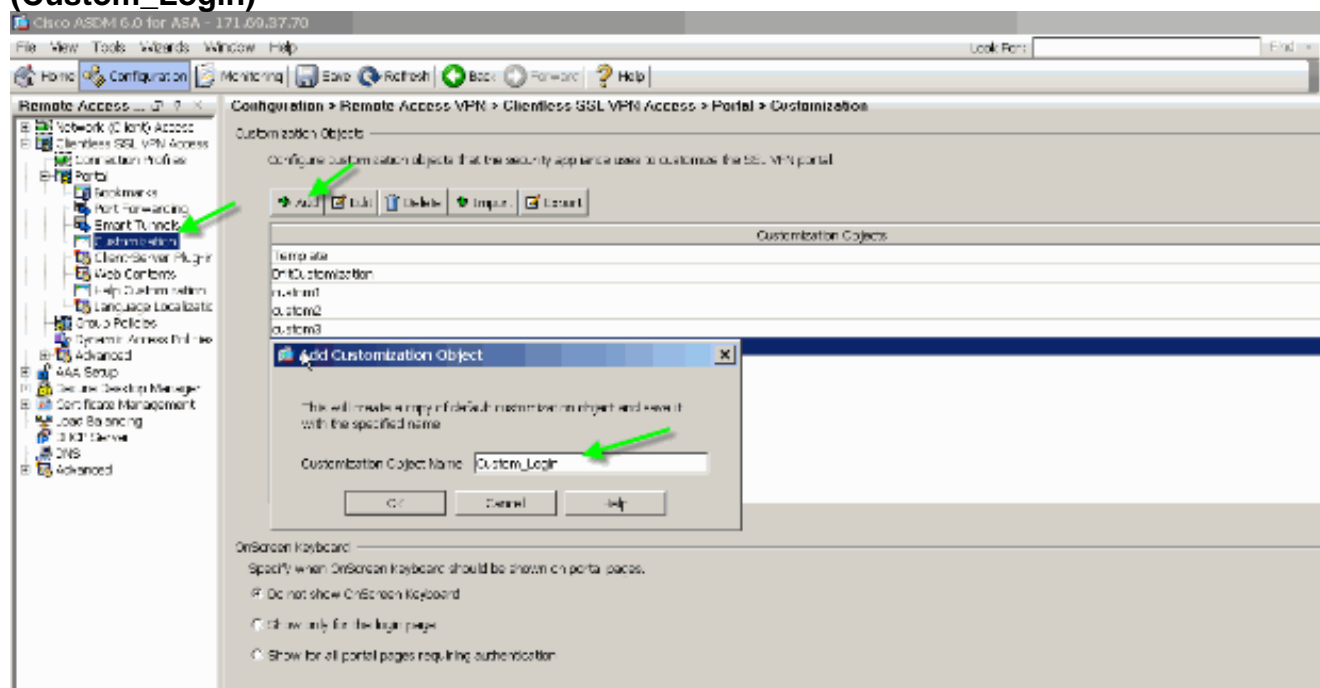 (Custom_Login)
Cisco ASDM 6.0 for ASA - 171.69.37.70
File View Tools Wizards Window Help Look For: Find
Home Configuration Monitoring Save Refresh Back Forward Help
Remote Access ...
Configuration > Remote Access VPN > Clientless SSL VPN Access > Portal > Customization
Network (Client) Access
Clientless SSL VPN Access
Connection Profiles
Portal
Bookmarks
Port Forwarding
Smart Tunnels
Customization
Client-Server Plug-in
Web Contents
Help Customization
Language Localizatic
Group Policies
Dynamic Access Policies
Advanced
AAA Setup
Secure Desktop Manager
Certificate Management
Load Balancing
DHCP Server
DNS
Advanced
Customization Objects
Configure customization objects that the security appliance uses to customize the SSL VPN portal.
Add Edit Delete Import Export
Customization Objects
Template
DfltCustomization
custom1
custom2
custom3
Add Customization Object
This will create a copy of default customization object and save it
with the specified name
Customization Object Name Custom_Login
OK Cancel Help
OnScreen Keyboard
Specify when OnScreen Keyboard should be shown on portal pages.
Do not show OnScreen Keyboard
Show only for the login page
Show for all portal pages requiring authentication